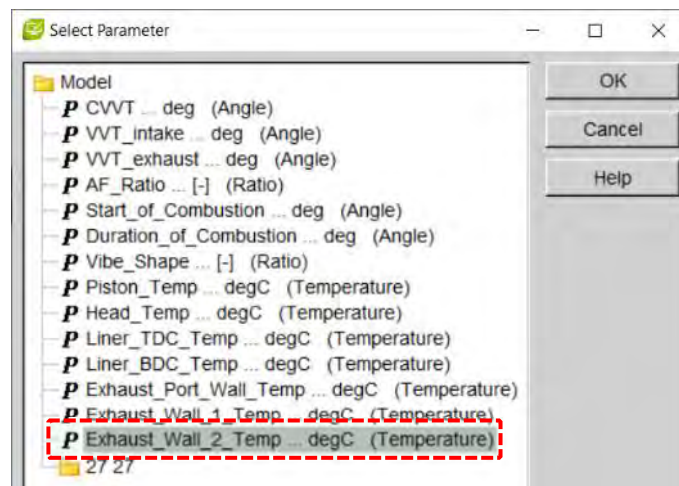 Select Parameter
Model
P CVVT ... deg (Angle)
P VVT_intake ... deg (Angle)
P VVT_exhaust ... deg (Angle)
P AF_Ratio ... [-] (Ratio)
P Start_of_Combustion ... deg (Angle)
P Duration_of_Combustion ... deg (Angle)
P Vibe_Shape ... [-] (Ratio)
P Piston_Temp ... degC (Temperature)
P Head_Temp ... degC (Temperature)
P Liner_TDC_Temp ... degC (Temperature)
P Liner_BDC_Temp ... degC (Temperature)
P Exhaust_Port_Wall_Temp ... degC (Temperature)
P Exhaust_Wall_1_Temp ... degC (Temperature)
P Exhaust_Wall_2_Temp ... degC (Temperature)
27 27
OK
Cancel
Help